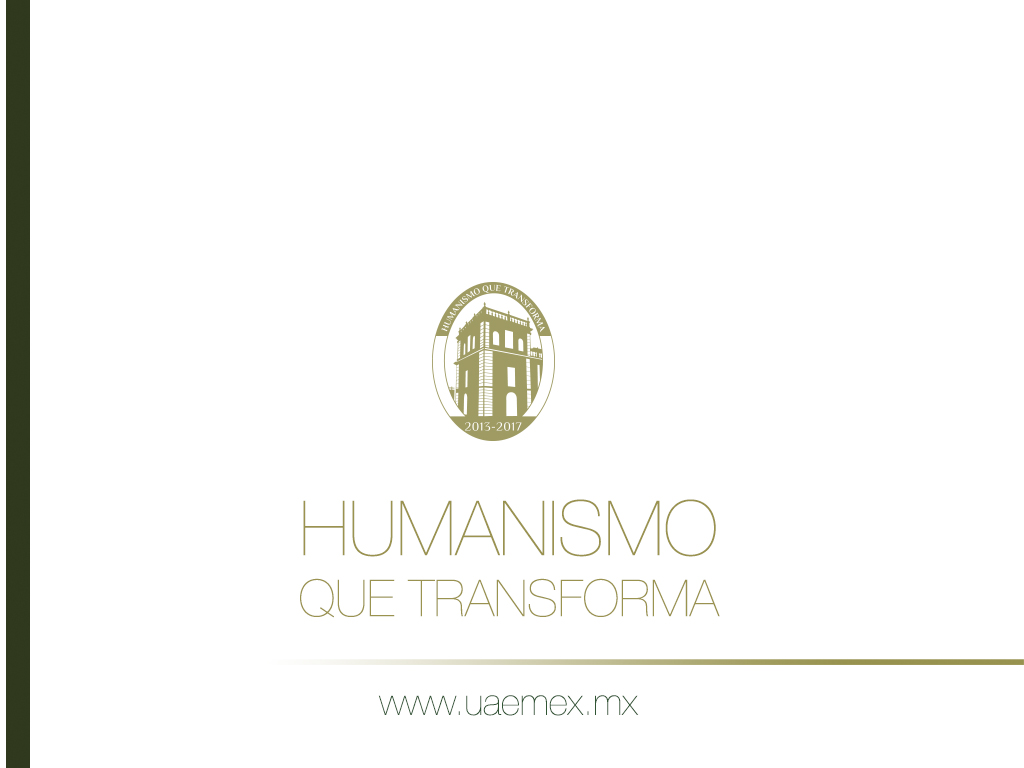 HUMANISMO QUE TRANSFORMA
2013-2017
HUMANISMO
QUE TRANSFORMA
www.uaemex.mx